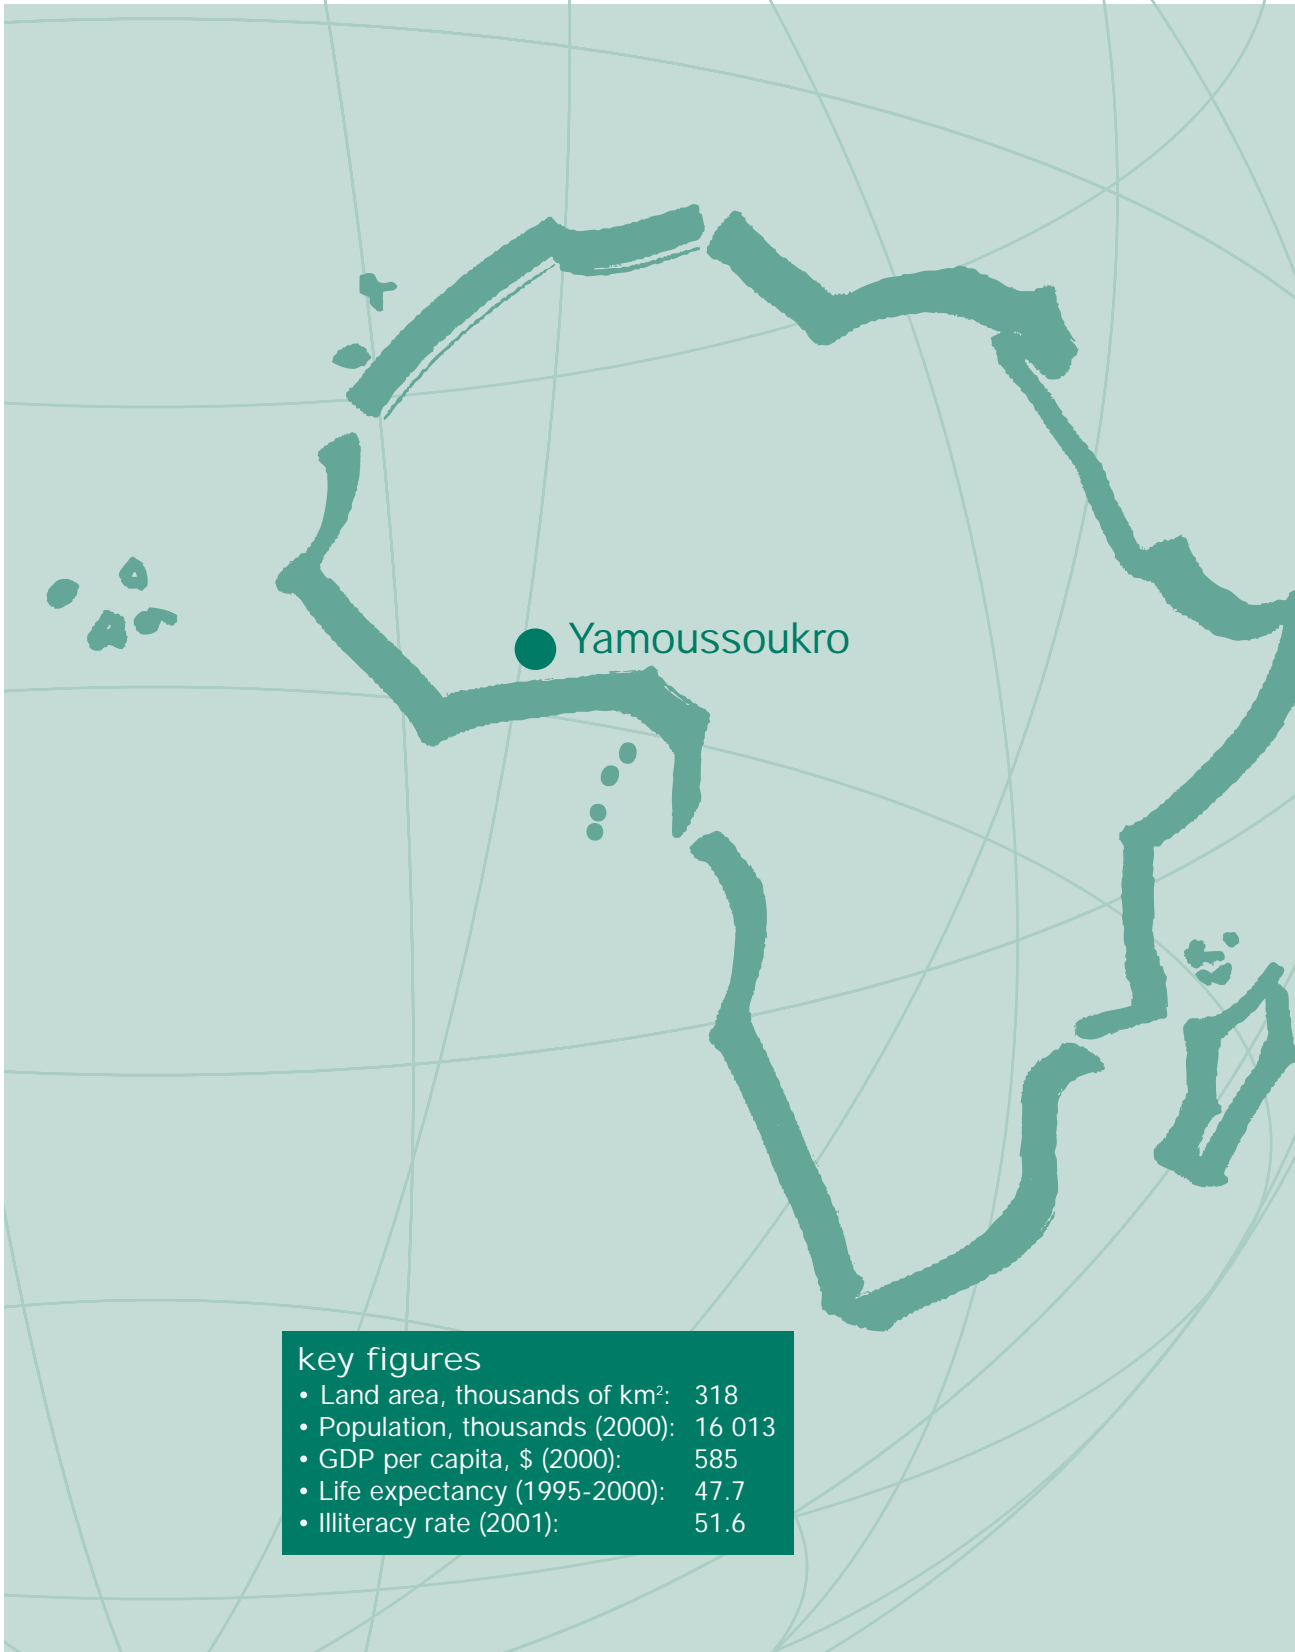 Yamoussoukro
key figures
• Land area, thousands of km²: 318
• Population, thousands (2000): 16 013
• GDP per capita, $ (2000): 585
• Life expectancy (1995-2000): 47.7
• Illiteracy rate (2001): 51.6